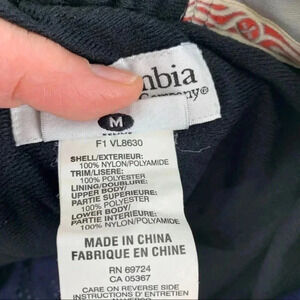 mbia
Company®
M
F1 VL8630
SHELL/EXTERIEUR:
100% NYLON/POLYAMIDE
TRIM/LISERE:
100% POLYESTER
LINING/DOUBLURE:
UPPER BODY/
PARTIE SUPERIEURE:
100% POLYESTER
LOWER BODY/
PARTIE INTERIEURE:
100% NYLON/POLYAMIDE
MADE IN CHINA
FABRIQUE EN CHINE
RN 69724
CA 05367
CARE ON REVERSE SIDE
INSTRUCTIONS D'ENTRETIEN